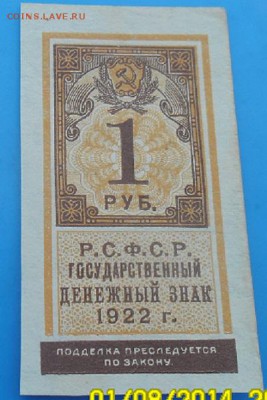 COINS.LAVE.RU
1
РУБ.
Р.С.Ф.С.Р.
ГОСУДАРСТВЕННЫЙ
ДЕНЕЖНЫЙ ЗНАК
1922 г.
ПОДДЕЛКА ПРЕСЛЕДУЕТСЯ
ПО ЗАКОНУ.
01/08/2014